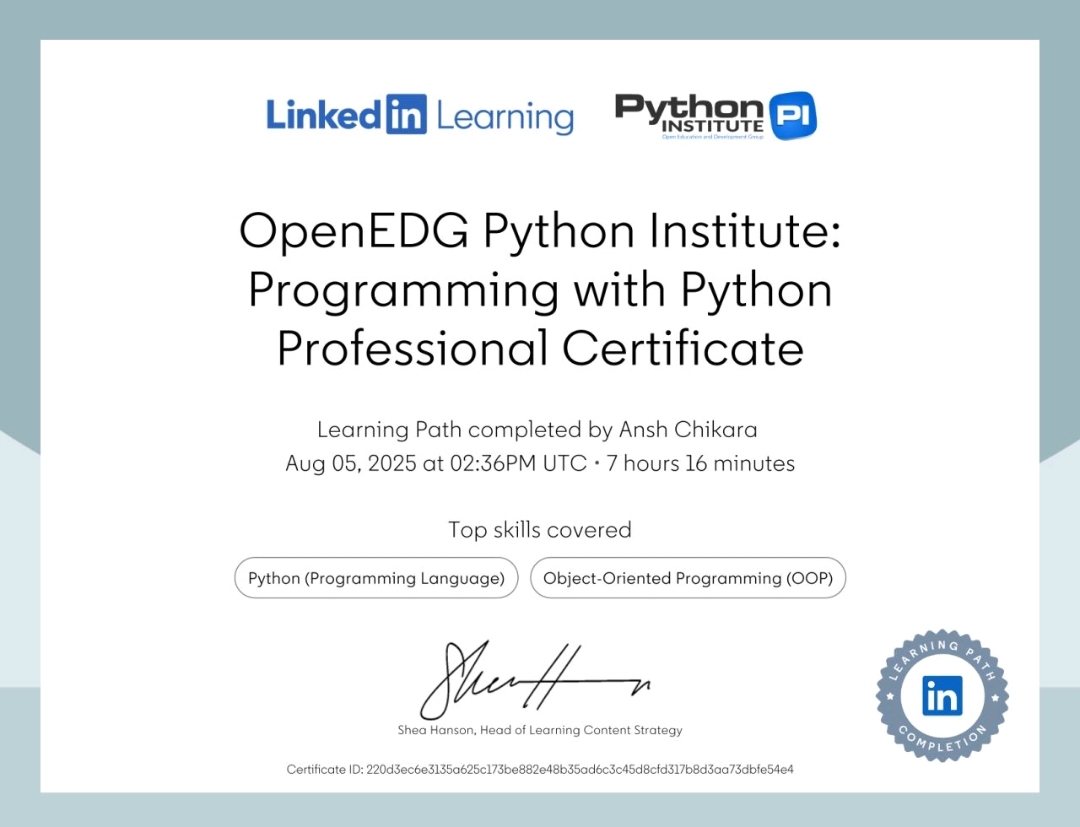 Linked in Learning
Python PI
INSTITUTE
Open Education and Development Group
OpenEDG Python Institute:
Programming with Python
Professional Certificate
Learning Path completed by Ansh Chikara
Aug 05, 2025 at 02:36PM UTC • 7 hours 16 minutes
Top skills covered
Python (Programming Language)
Object-Oriented Programming (OOP)
Shea Hanson, Head of Learning Content Strategy
LEARNING PATH
in
COMPLETION
Certificate ID: 220d3ec6e3135a625c173be882e48b35ad6c3c45d8cfd317b8d3aa73dbfe54e4